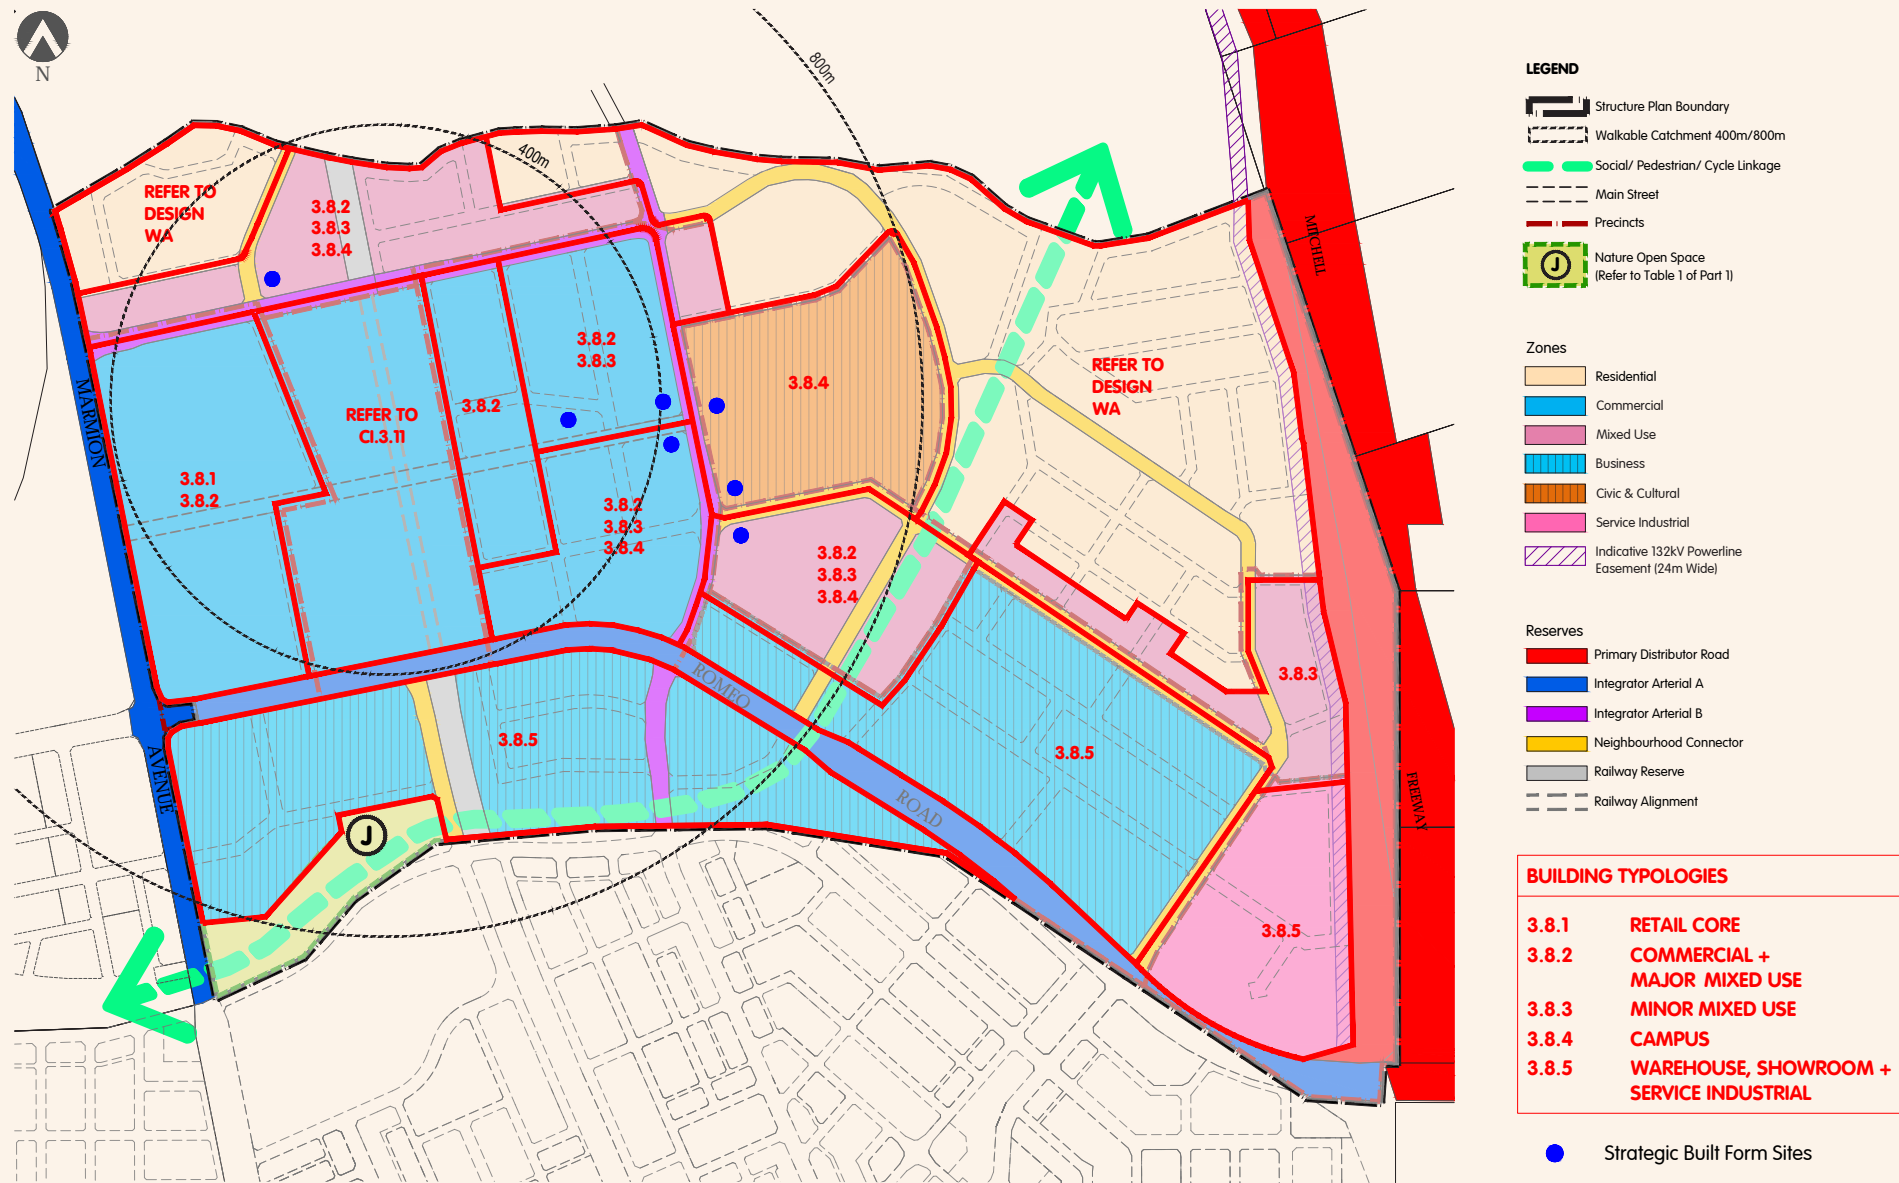 N
800m
400m
REFER TO
DESIGN
WA
3.8.2
3.8.3
3.8.4
MITCHELL
3.8.2
3.8.3
3.8.4
REFER TO
DESIGN
WA
MARMION
REFER TO
Cl.3.11
3.8.2
3.8.1
3.8.2
3.8.2
3.8.3
3.8.4
3.8.2
3.8.3
3.8.4
3.8.3
ROMEO
3.8.5
3.8.5
AVENUE
ROAD
FREEWAY
J
3.8.5
LEGEND
Structure Plan Boundary
Walkable Catchment 400m/800m
Social/ Pedestrian/ Cycle Linkage
Main Street
Precincts
J
Nature Open Space
(Refer to Table 1 of Part 1)
Zones
Residential
Commercial
Mixed Use
Business
Civic & Cultural
Service Industrial
Indicative 132kV Powerline
Easement (24m Wide)
Reserves
Primary Distributor Road
Integrator Arterial A
Integrator Arterial B
Neighbourhood Connector
Railway Reserve
Railway Alignment
BUILDING TYPOLOGIES
3.8.1 RETAIL CORE
3.8.2 COMMERCIAL +
MAJOR MIXED USE
3.8.3 MINOR MIXED USE
3.8.4 CAMPUS
3.8.5 WAREHOUSE, SHOWROOM +
SERVICE INDUSTRIAL
Strategic Built Form Sites